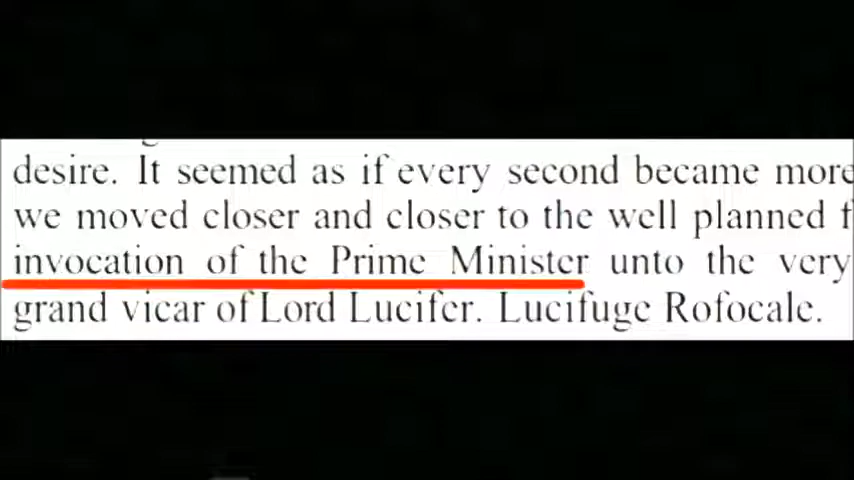 desire. It seemed as if every second became more
we moved closer and closer to the well planned f
invocation of the Prime Minister unto the very
grand vicar of Lord Lucifer. Lucifuge Rofocale.